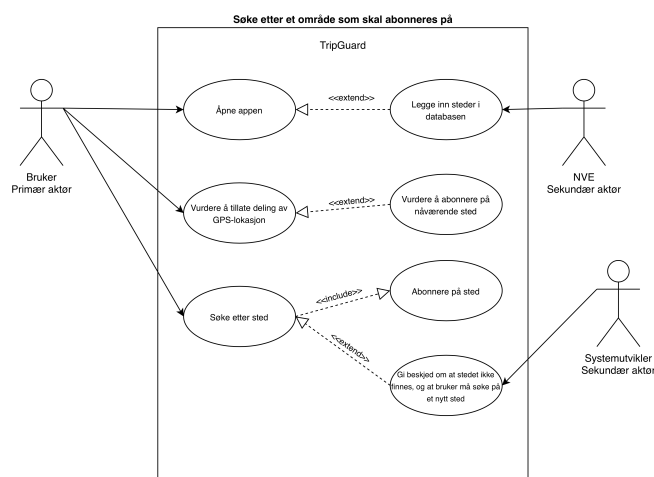 Søke etter et område som skal abonneres på
TripGuard
Bruker
Primær aktør
Åpne appen
<<extend>>
Legge inn steder i
databasen
NVE
Sekundær aktør
Vurdere å tillate deling av
GPS-lokasjon
<<extend>>
Vurdere å abonnere på
nåværende sted
Søke etter sted
<<include>>
Abonnere på sted
<<extend>>
Gi beskjed om at stedet ikke
finnes, og at bruker må søke på
et nytt sted
Systemutvikler
Sekundær aktør